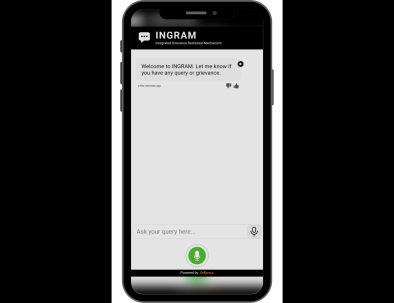 INGRAM
Integrated Grievance Redressal Mechanism
Welcome to INGRAM. Let me know if
you have any query or grievance.
a few seconds ago
Ask your query here...
Powered by